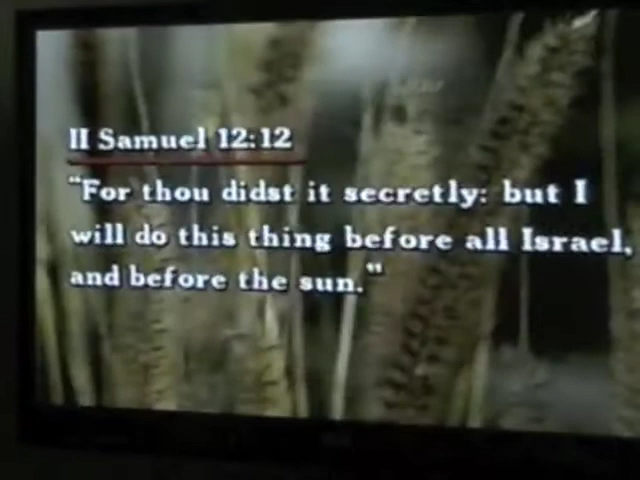 II Samuel 12:12
"For thou didst it secretly: but I
will do this thing before all Israel,
and before the sun."